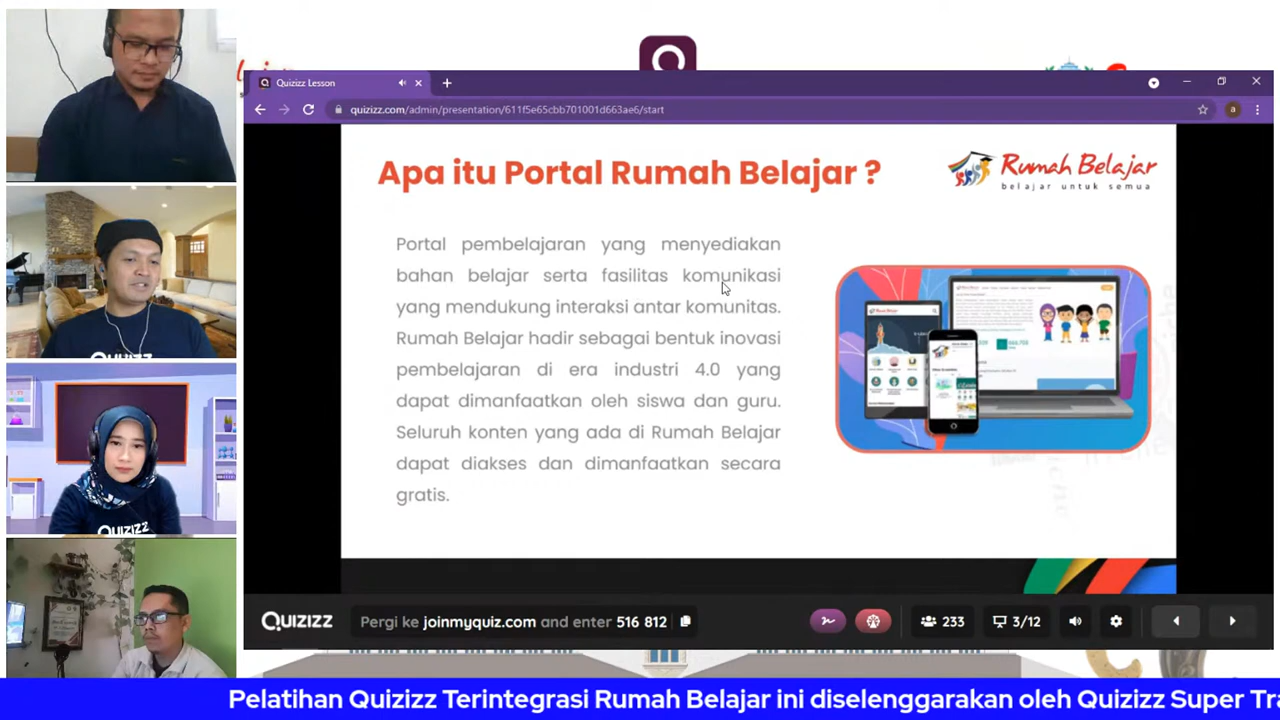 Quizizz Lesson
quizizz.com/admin/presentation/611f5e65cbb701001d663ae6/start
a
Apa itu Portal Rumah Belajar ?
Rumah Belajar
belajar untuk semua
Portal pembelajaran yang menyediakan
bahan belajar serta fasilitas komunikasi
yang mendukung interaksi antar komunitas.
Rumah Belajar hadir sebagai bentuk inovasi
pembelajaran di era industri 4.0 yang
dapat dimanfaatkan oleh siswa dan guru.
Seluruh konten yang ada di Rumah Belajar
dapat diakses dan dimanfaatkan secara
gratis.
QUIZIZZ
QUIZIZZ
QUIZIZZ
Pergi ke joinmyquiz.com and enter 516 812
233
3/12
Pelatihan Quizizz Terintegrasi Rumah Belajar ini diselenggarakan oleh Quizizz Super Tra